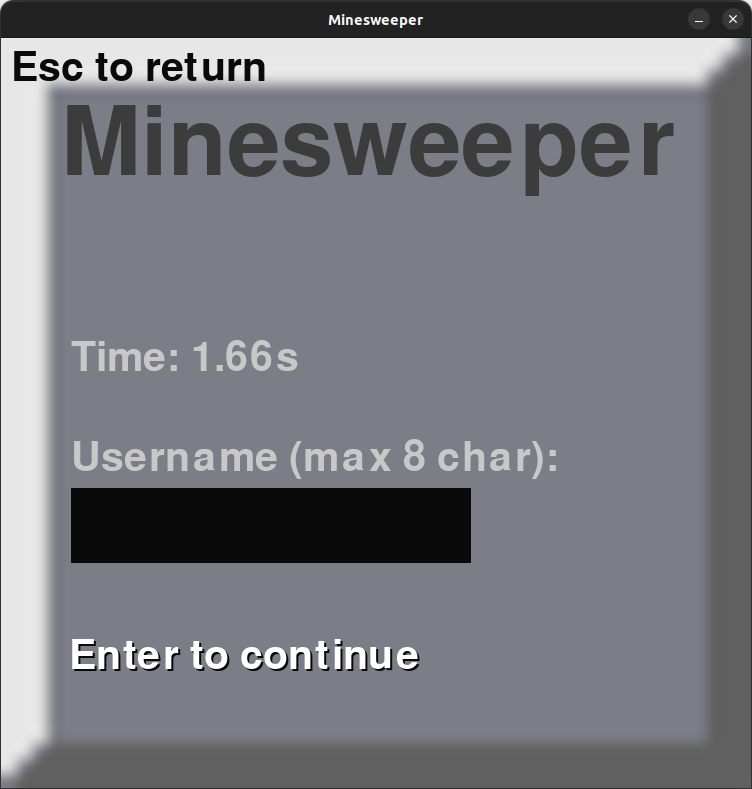 Minesweeper
Esc to return
Minesweeper
Time: 1.66s
Username (max 8 char):
Enter to continue